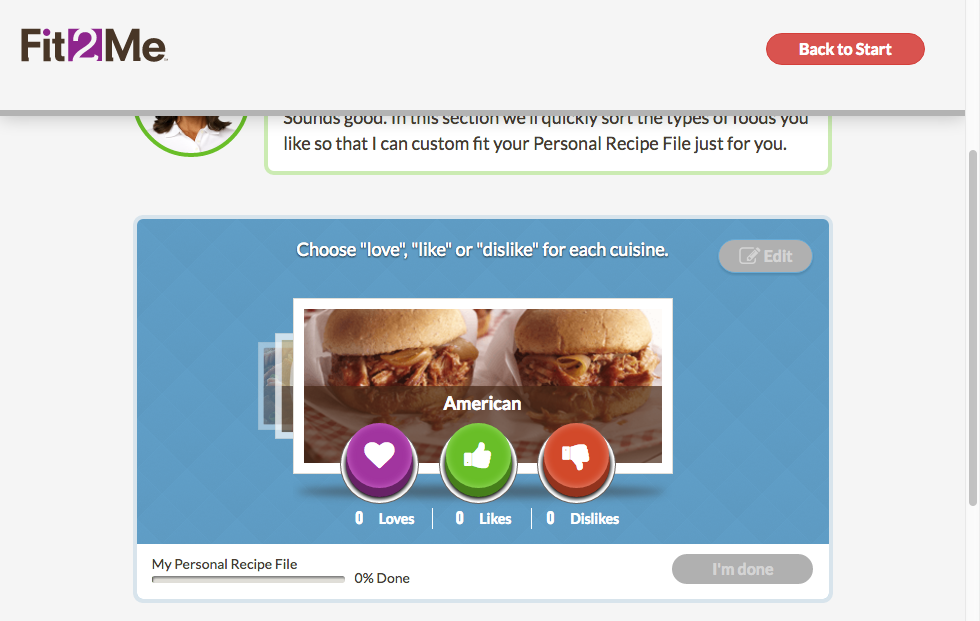 Fit2Me
Back to Start
Sounds good. In this section we'll quickly sort the types of foods you
like so that I can custom fit your Personal Recipe File just for you.
Choose "love", "like" or "dislike" for each cuisine.
Edit
American
0 Loves 0 Likes 0 Dislikes
My Personal Recipe File
0% Done
I'm done